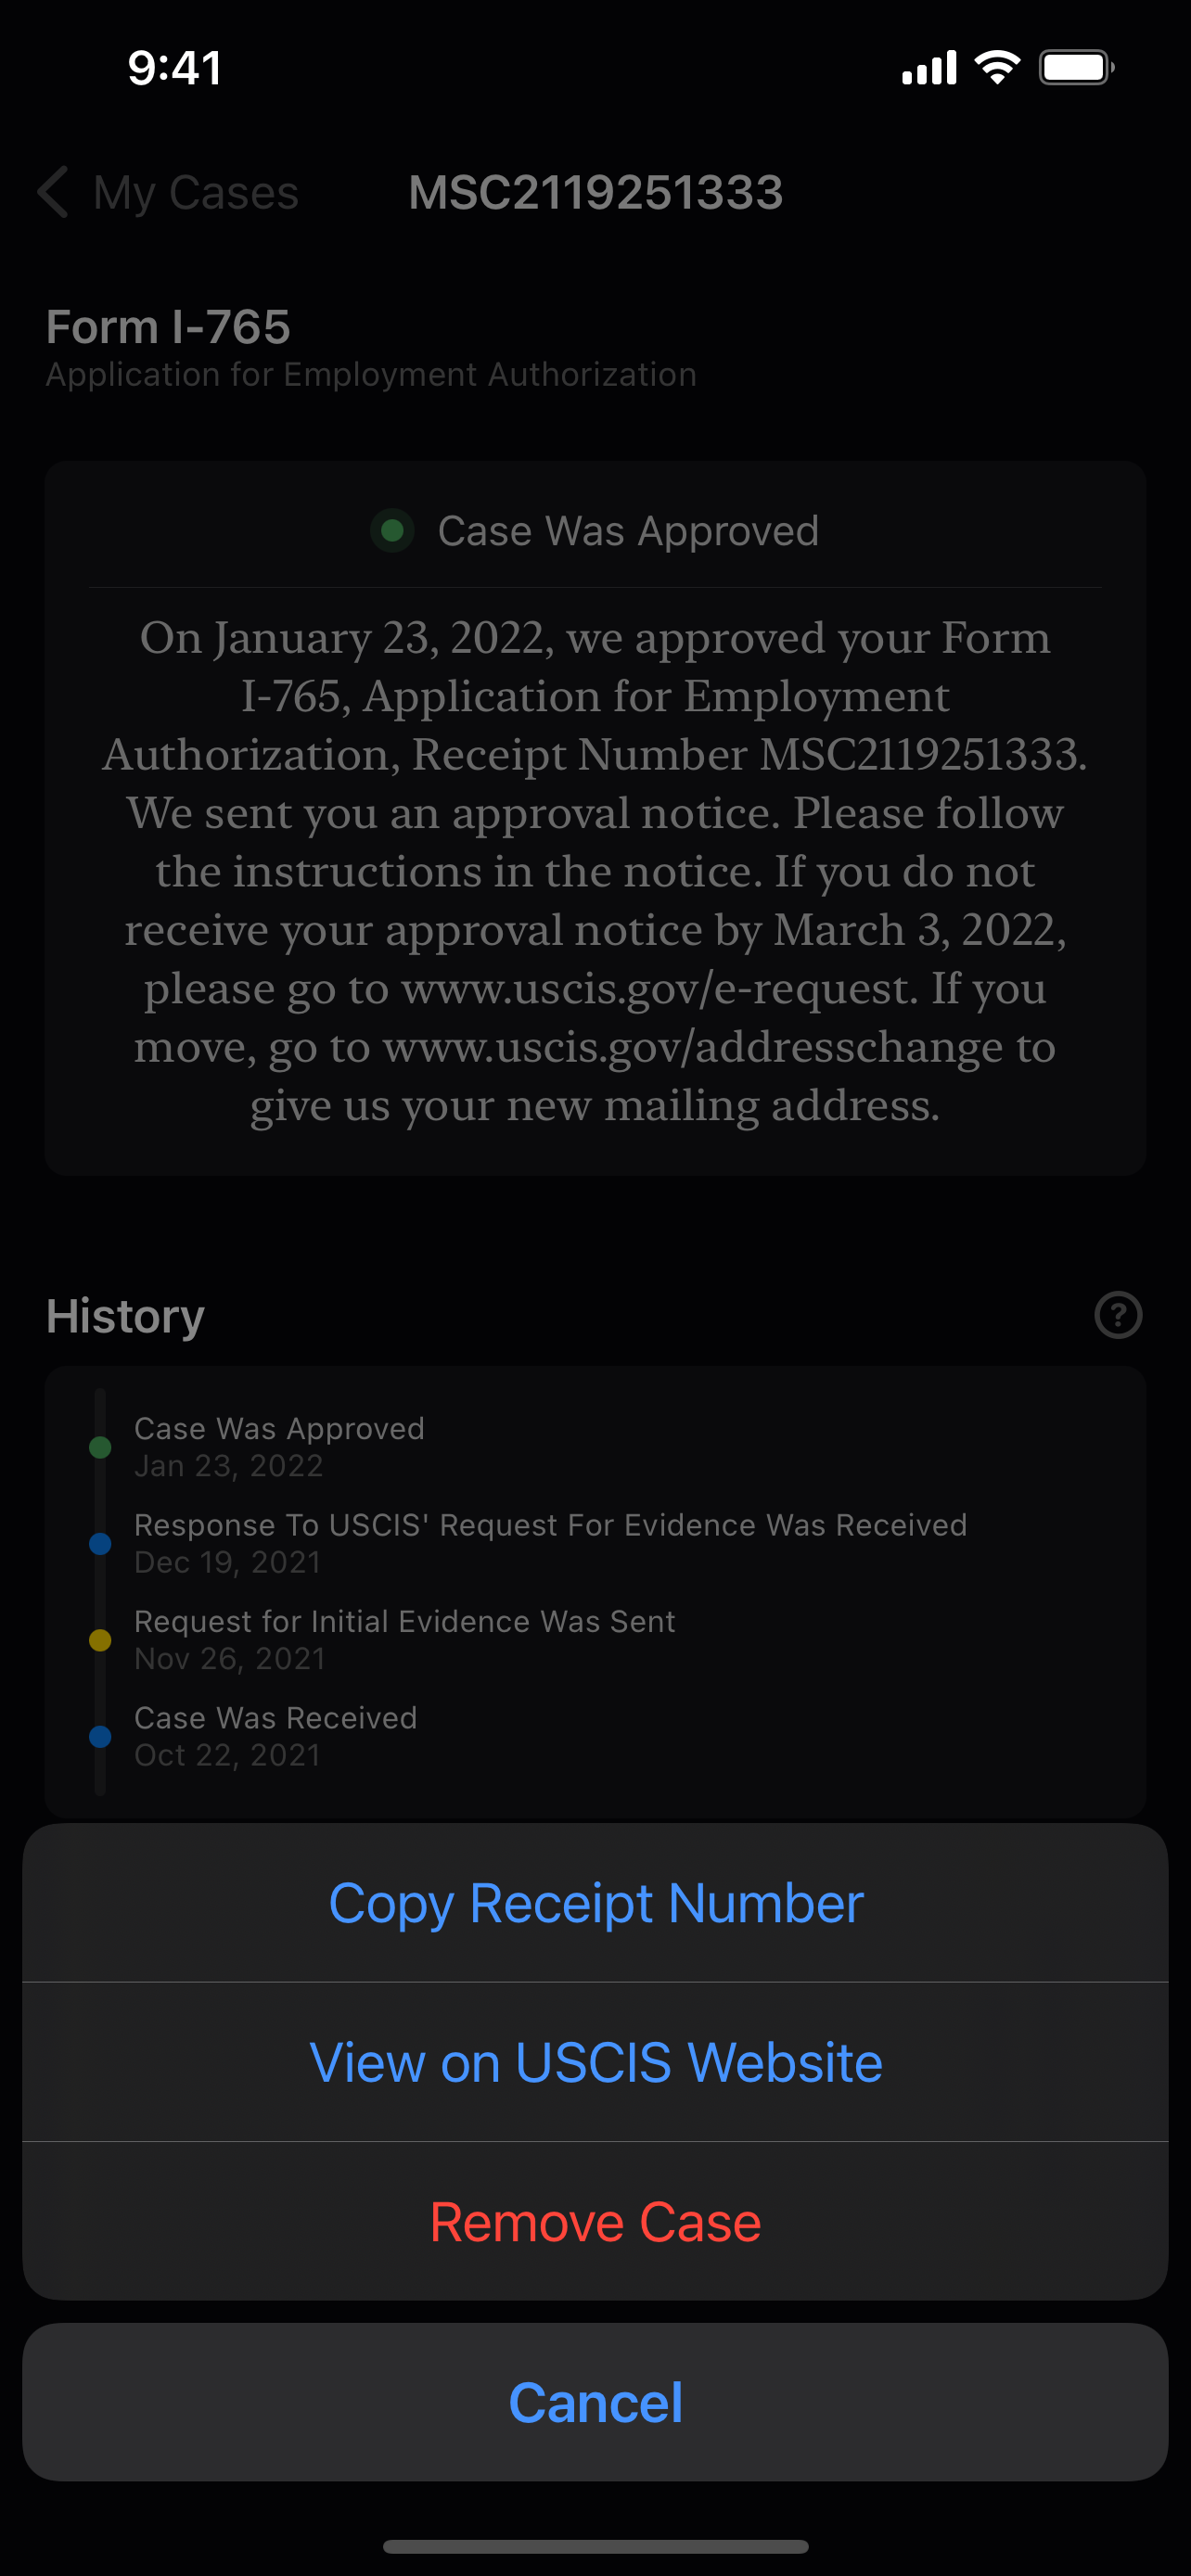 9:41
My Cases
MSC2119251333
Form I-765
Application for Employment Authorization
Case Was Approved
On January 23, 2022, we approved your Form
I-765, Application for Employment
Authorization, Receipt Number MSC2119251333.
We sent you an approval notice. Please follow
the instructions in the notice. If you do not
receive your approval notice by March 3, 2022,
please go to www.uscis.gov/e-request. If you
move, go to www.uscis.gov/addresschange to
give us your new mailing address.
History
?
Case Was Approved
Jan 23, 2022
Response To USCIS' Request For Evidence Was Received
Dec 19, 2021
Request for Initial Evidence Was Sent
Nov 26, 2021
Case Was Received
Oct 22, 2021
Copy Receipt Number
View on USCIS Website
Remove Case
Cancel